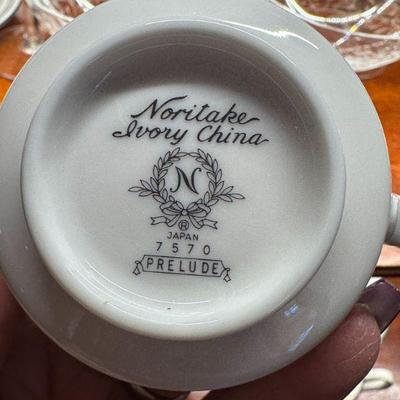 Noritake
Ivory China
N
®
JAPAN
7570
PRELUDE